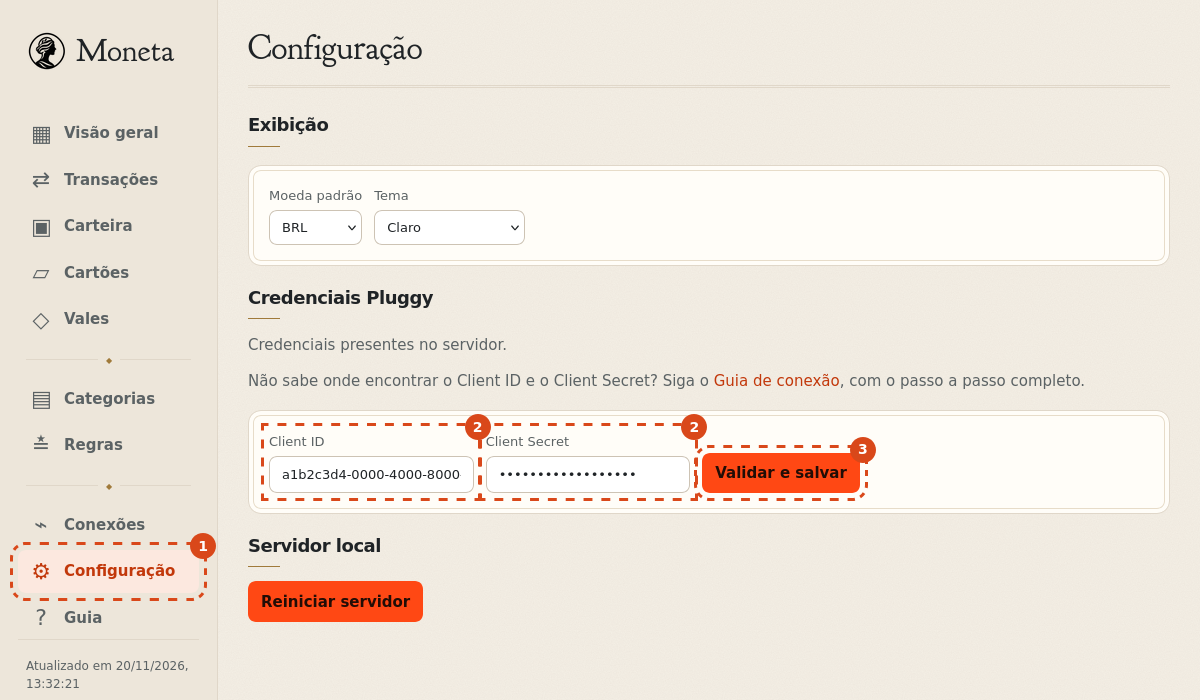 Moneta
Visão geral
Transações
Carteira
Cartões
Vales
Categorias
Regras
Conexões
1
Configuração
? Guia
Atualizado em 20/11/2026,
13:32:21
Configuração
Exibição
Moeda padrão Tema
BRL Claro
Credenciais Pluggy
Credenciais presentes no servidor.
Não sabe onde encontrar o Client ID e o Client Secret? Siga o Guia de conexão, com o passo a passo completo.
2 2
Client ID Client Secret 3
a1b2c3d4-0000-4000-8000 •••••••••••••••••• Validar e salvar
Servidor local
Reiniciar servidor